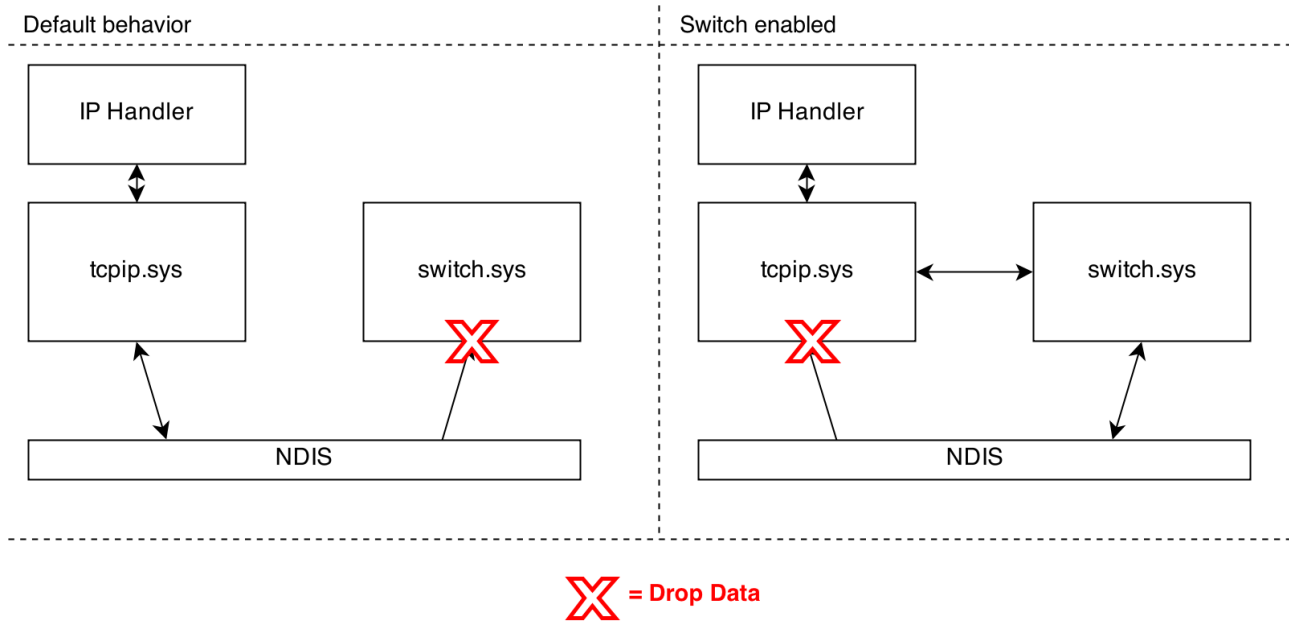 Default behavior
IP Handler
tcpip.sys
switch.sys
NDIS
Switch enabled
IP Handler
tcpip.sys
switch.sys
NDIS
= Drop Data